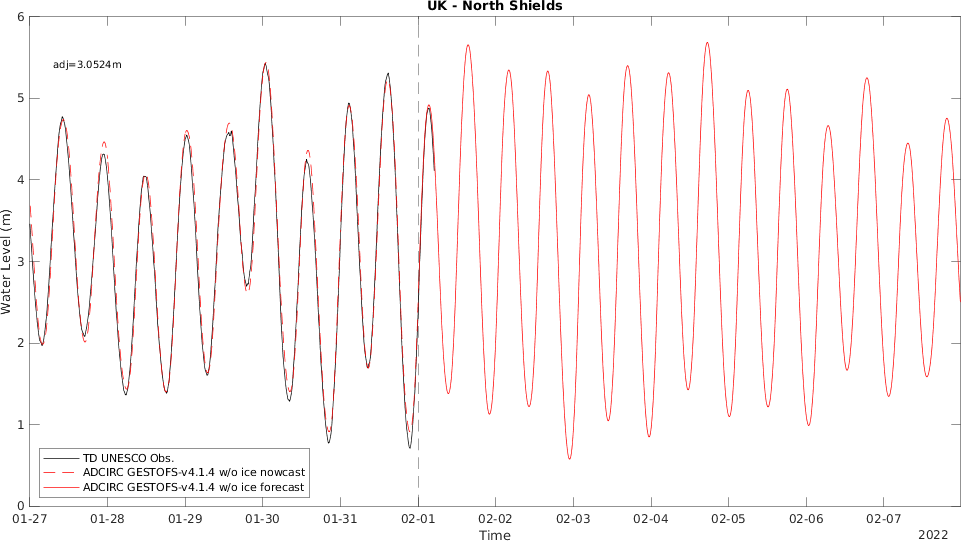 UK - North Shields
adj=3.0524m
Water Level (m)
6
5
4
3
2
1
0
TD UNESCO Obs.
ADCIRC GESTOFS-v4.1.4 w/o ice nowcast
ADCIRC GESTOFS-v4.1.4 w/o ice forecast
01-27 01-28 01-29 01-30 01-31 02-01 02-02 02-03 02-04 02-05 02-06 02-07
Time
2022